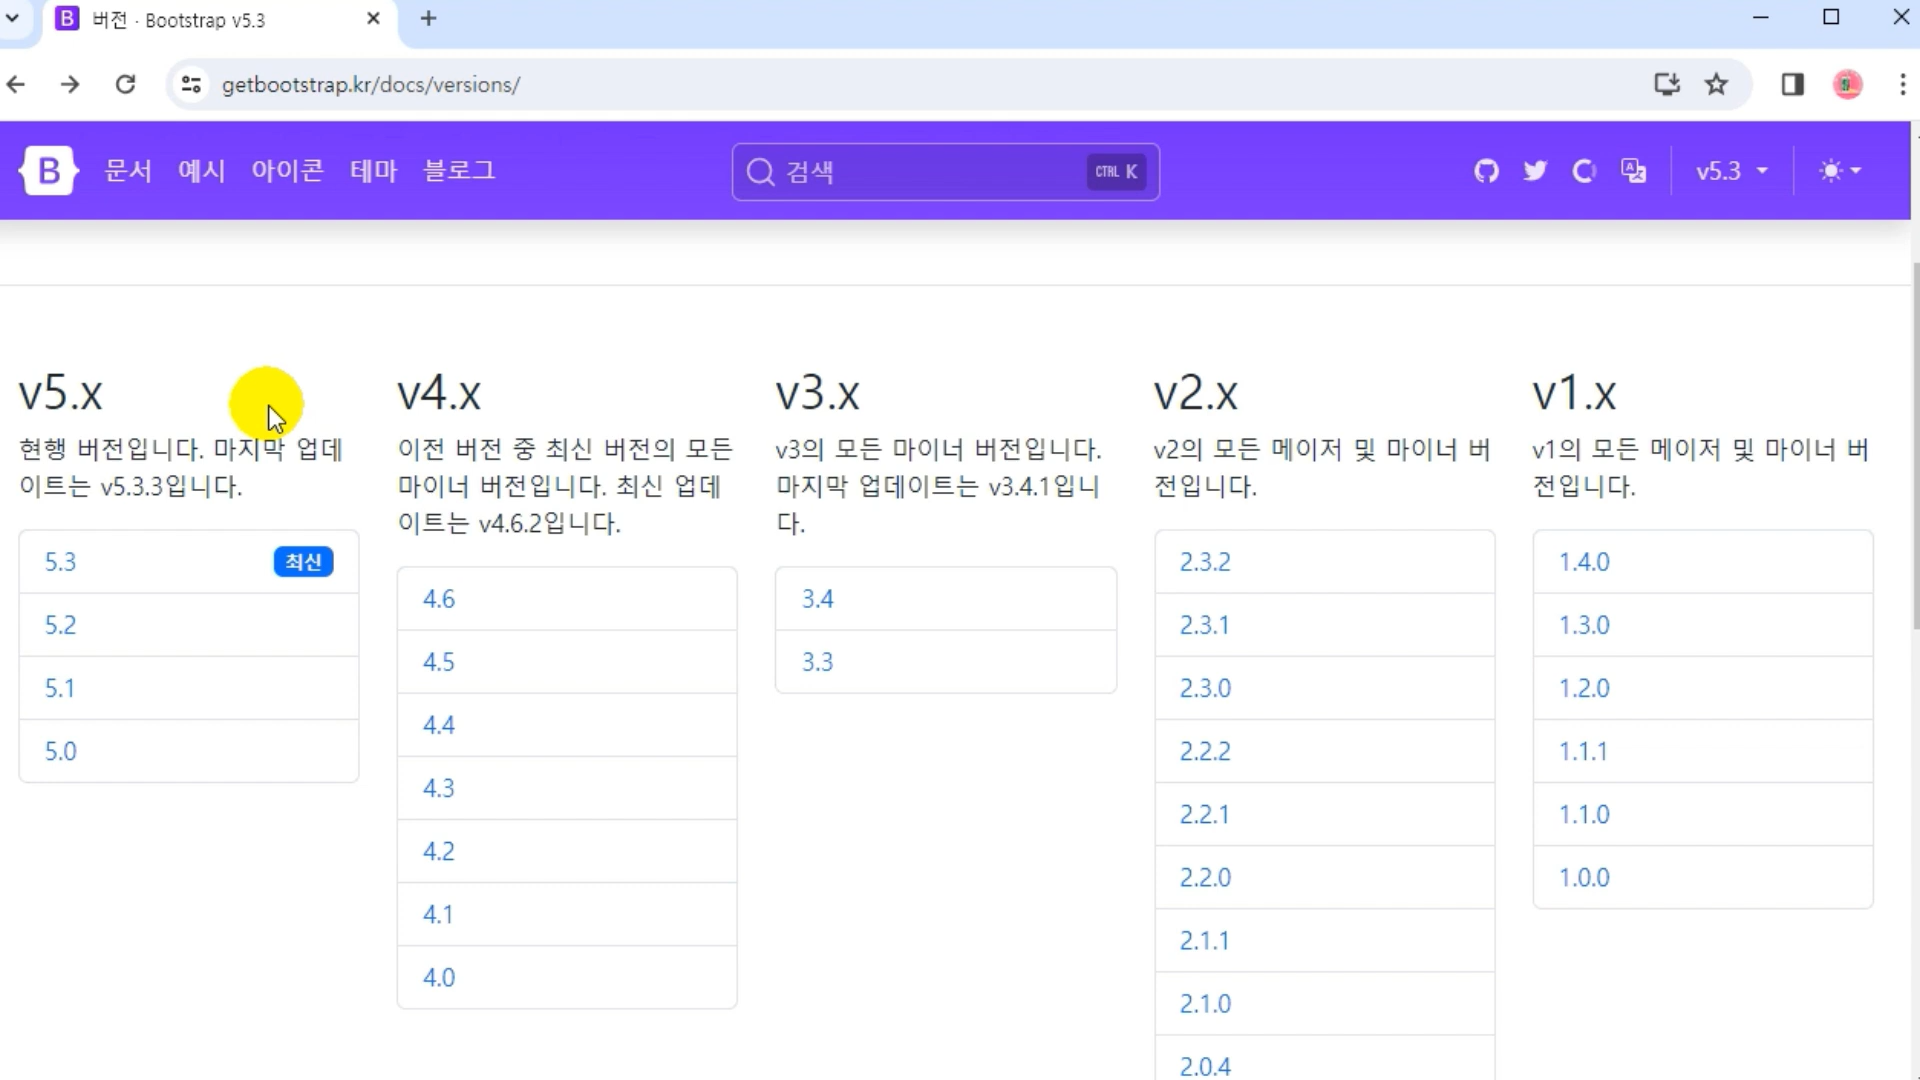 버전 · Bootstrap v5.3
getbootstrap.kr/docs/versions/
B 문서 예시 아이콘 테마 블로그 검색 CTRL K v5.3
v5.x
현행 버전입니다. 마지막 업데
이트는 v5.3.3입니다.
5.3 최신
5.2
5.1
5.0
v4.x
이전 버전 중 최신 버전의 모든
마이너 버전입니다. 최신 업데
이트는 v4.6.2입니다.
4.6
4.5
4.4
4.3
4.2
4.1
4.0
v3.x
v3의 모든 마이너 버전입니다.
마지막 업데이트는 v3.4.1입니
다.
3.4
3.3
v2.x
v2의 모든 메이저 및 마이너 버
전입니다.
2.3.2
2.3.1
2.3.0
2.2.2
2.2.1
2.2.0
2.1.1
2.1.0
2.0.4
v1.x
v1의 모든 메이저 및 마이너 버
전입니다.
1.4.0
1.3.0
1.2.0
1.1.1
1.1.0
1.0.0